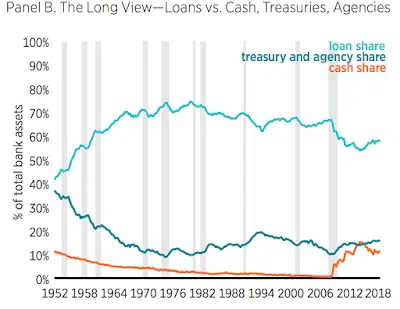 Panel B. The Long View—Loans vs. Cash, Treasuries, Agencies
100%
90%
80%
70%
60%
50%
40%
30%
20%
10%
0%
% of total bank assets
loan share
treasury and agency share
cash share
1952 1958 1964 1970 1976 1982 1988 1994 2000 2006 2012 2018